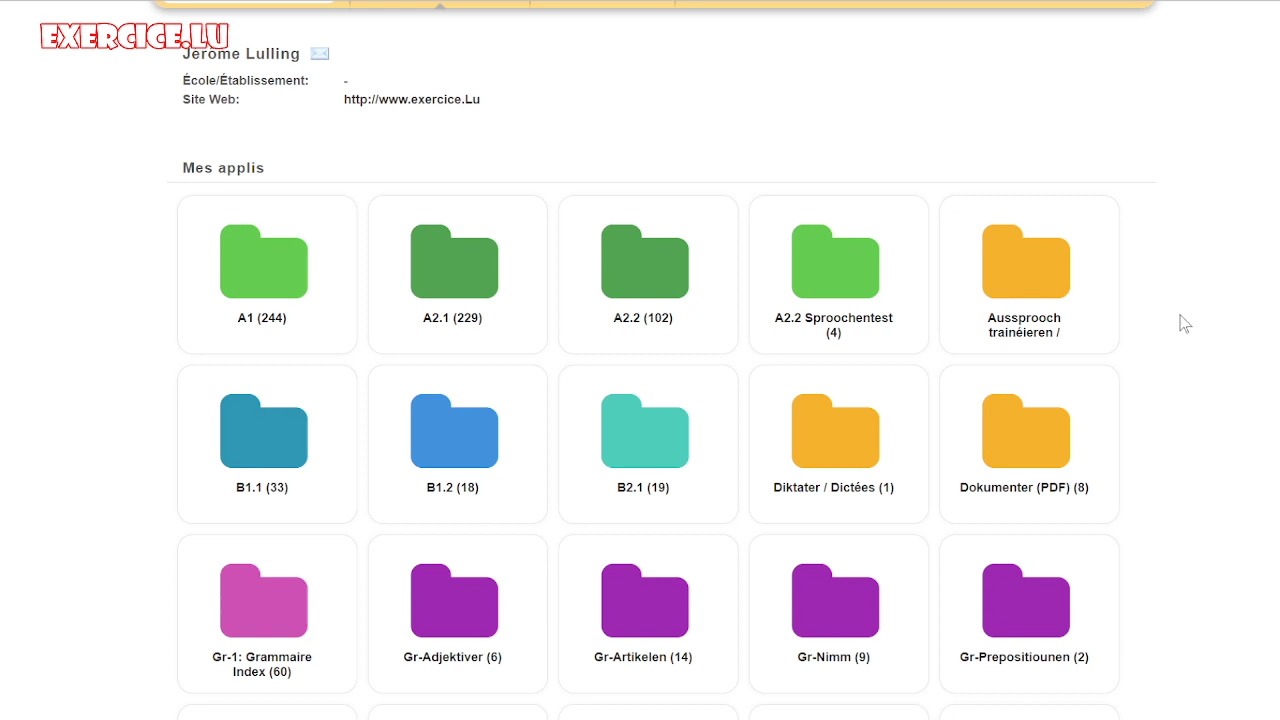 EXERCICE.LU
Jerome Lulling
École/Établissement: -
Site Web: http://www.exercice.Lu
Mes applis
A1 (244)
A2.1 (229)
A2.2 (102)
A2.2 Sproochentest
(4)
Aussprooch
trainéieren /
B1.1 (33)
B1.2 (18)
B2.1 (19)
Diktater / Dictées (1)
Dokumenter (PDF) (8)
Gr-1: Grammaire
Index (60)
Gr-Adjektiver (6)
Gr-Artikelen (14)
Gr-Nimm (9)
Gr-Prepositiounen (2)